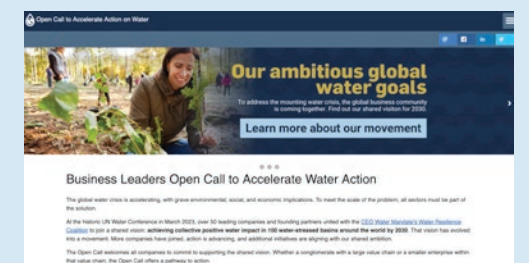 Open Call to Accelerate Action on Water
Our ambitious global
water goals
To address the mounting water crisis, the global business community
is coming together. Find out our shared vision for 2030.
Learn more about our movement
Business Leaders Open Call to Accelerate Water Action
The global water crisis is accelerating, with grave environmental, social, and economic implications. To meet the scale of the problem, all sectors must be part of
the solution.
At the historic UN Water Conference in March 2023, over 50 leading companies and founding partners united with the CEO Water Mandate's Water Resilience
Coalition to join a shared vision: achieving collective positive water impact in 100 water-stressed basins around the world by 2030. That vision has evolved
into a movement. More companies have joined, action is advancing, and additional initiatives are aligning with our shared ambition.
The Open Call welcomes all companies to commit to supporting the shared vision. Whether a conglomerate with a large value chain or a smaller enterprise within
that value chain, the Open Call offers a pathway to action.